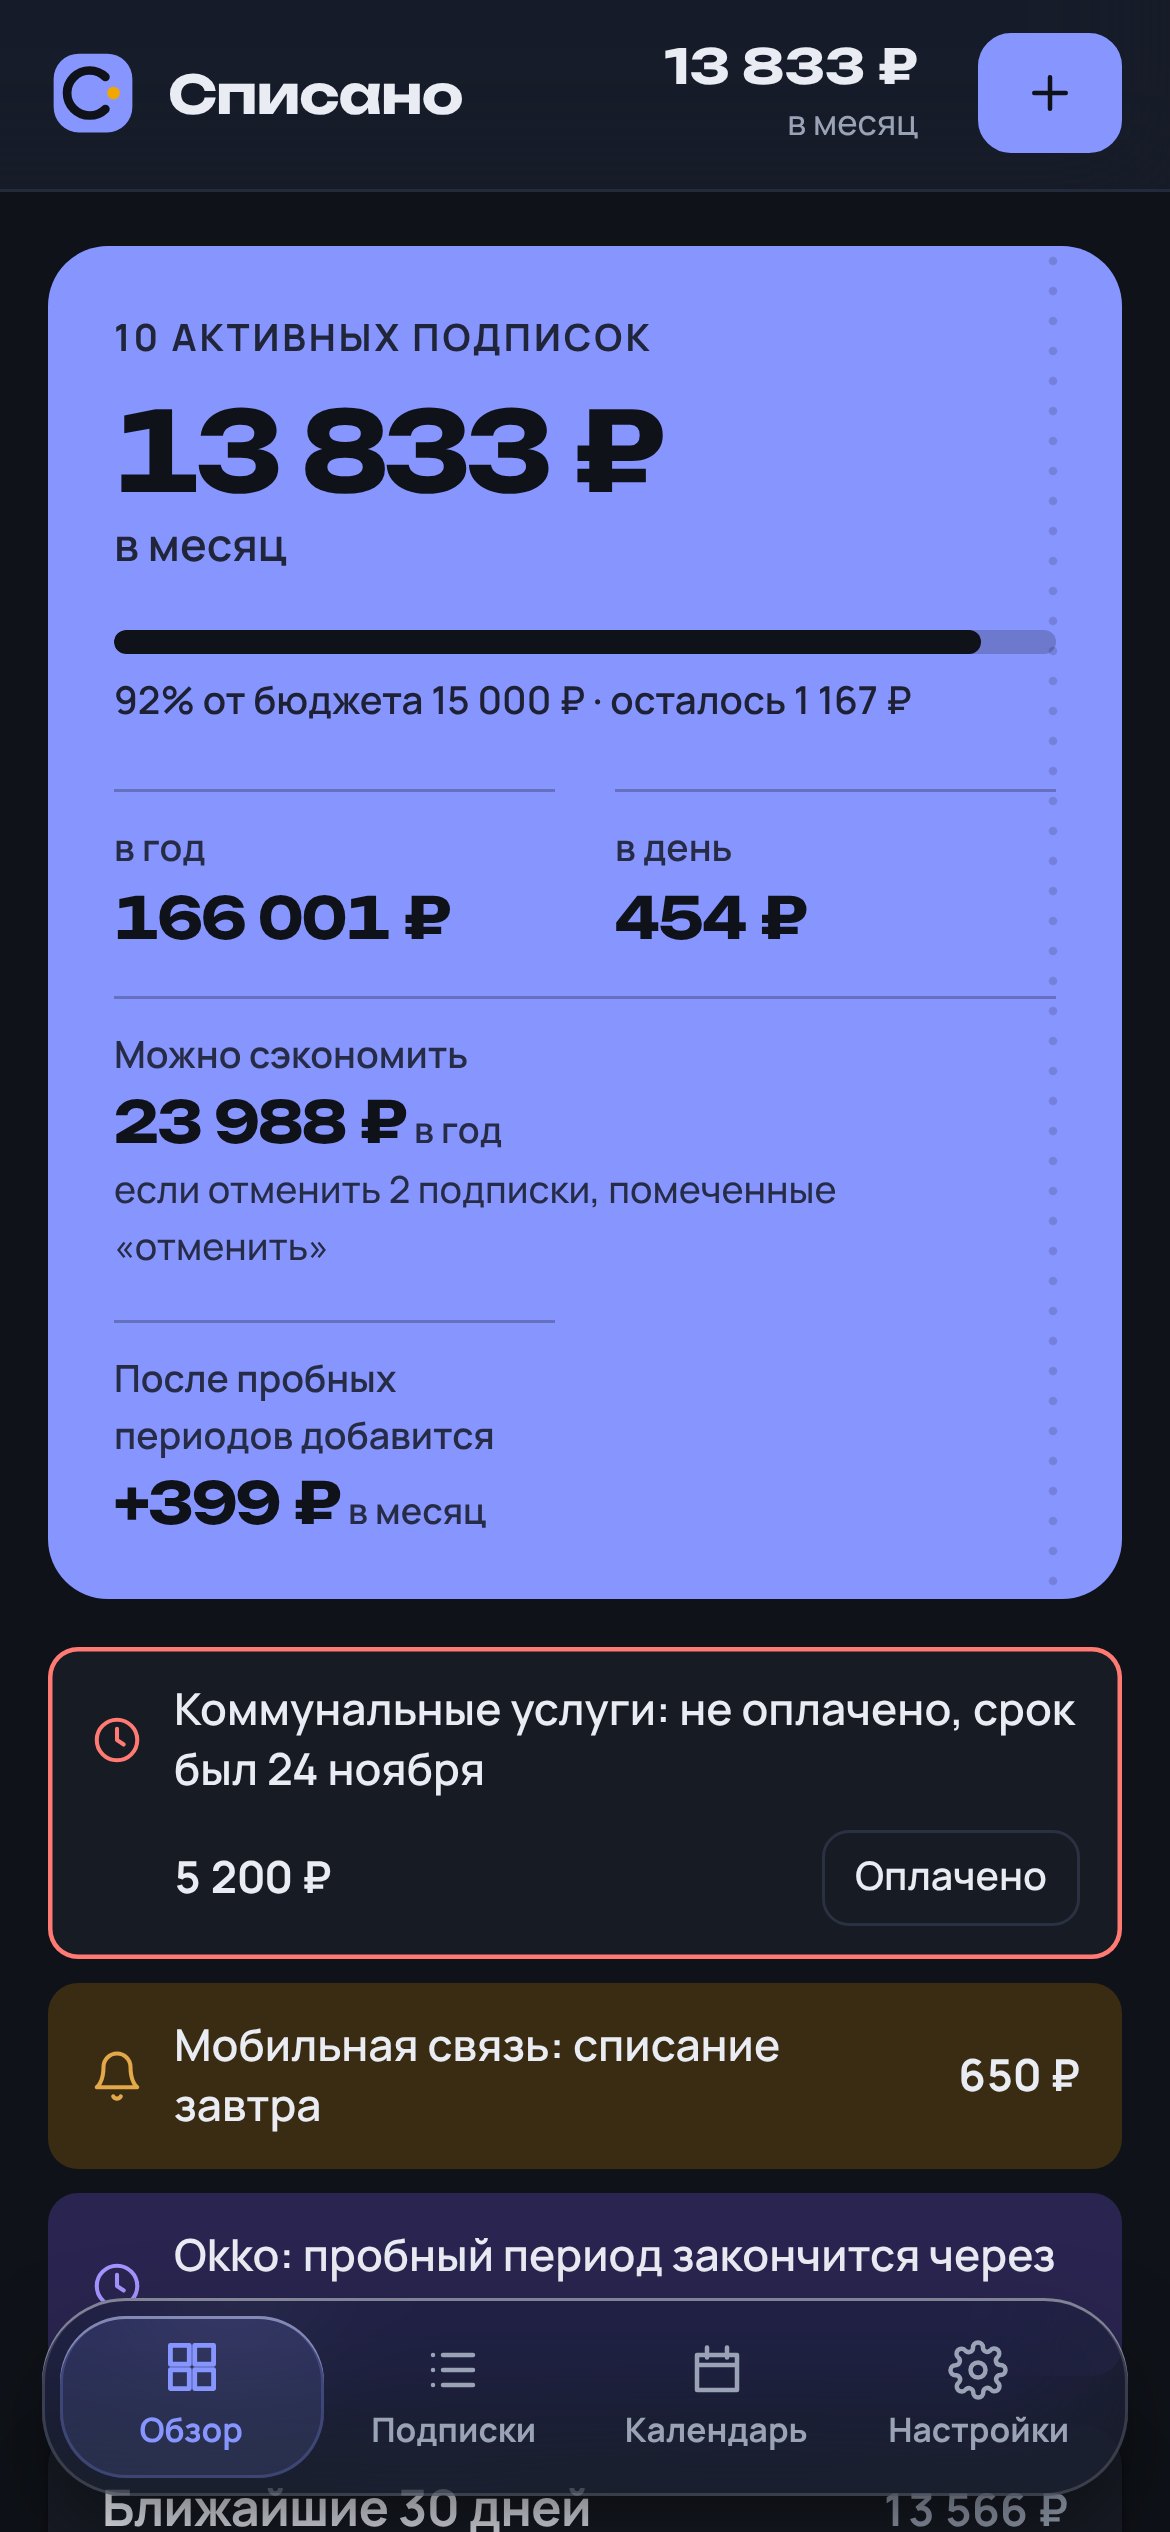 Списано
13 833 ₽
в месяц
10 АКТИВНЫХ ПОДПИСОК
13 833 ₽
в месяц
92% от бюджета 15 000 ₽ · осталось 1 167 ₽
в год
166 001 ₽
в день
454 ₽
Можно сэкономить
23 988 ₽ в год
если отменить 2 подписки, помеченные
«отменить»
После пробных
периодов добавится
+399 ₽ в месяц
Коммунальные услуги: не оплачено, срок
был 24 ноября
5 200 ₽
Оплачено
Мобильная связь: списание
завтра
650 ₽
Okko: пробный период закончится через
Обзор
Подписки
Календарь
Настройки
Ближайшие 30 дней
13 566 ₽